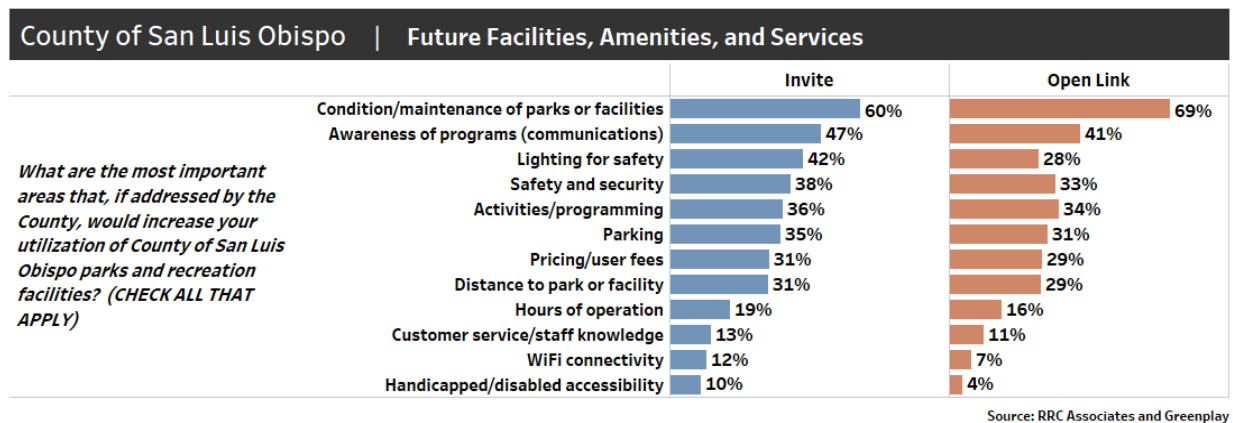 County of San Luis Obispo | Future Facilities, Amenities, and Services
Invite Open Link
What are the most important
areas that, if addressed by the
County, would increase your
utilization of County of San Luis
Obispo parks and recreation
facilities? (CHECK ALL THAT
APPLY)
Condition/maintenance of parks or facilities 60% 69%
Awareness of programs (communications) 47% 41%
Lighting for safety 42% 28%
Safety and security 38% 33%
Activities/programming 36% 34%
Parking 35% 31%
Pricing/user fees 31% 29%
Distance to park or facility 31% 29%
Hours of operation 19% 16%
Customer service/staff knowledge 13% 11%
WiFi connectivity 12% 7%
Handicapped/disabled accessibility 10% 4%
Source: RRC Associates and Greenplay